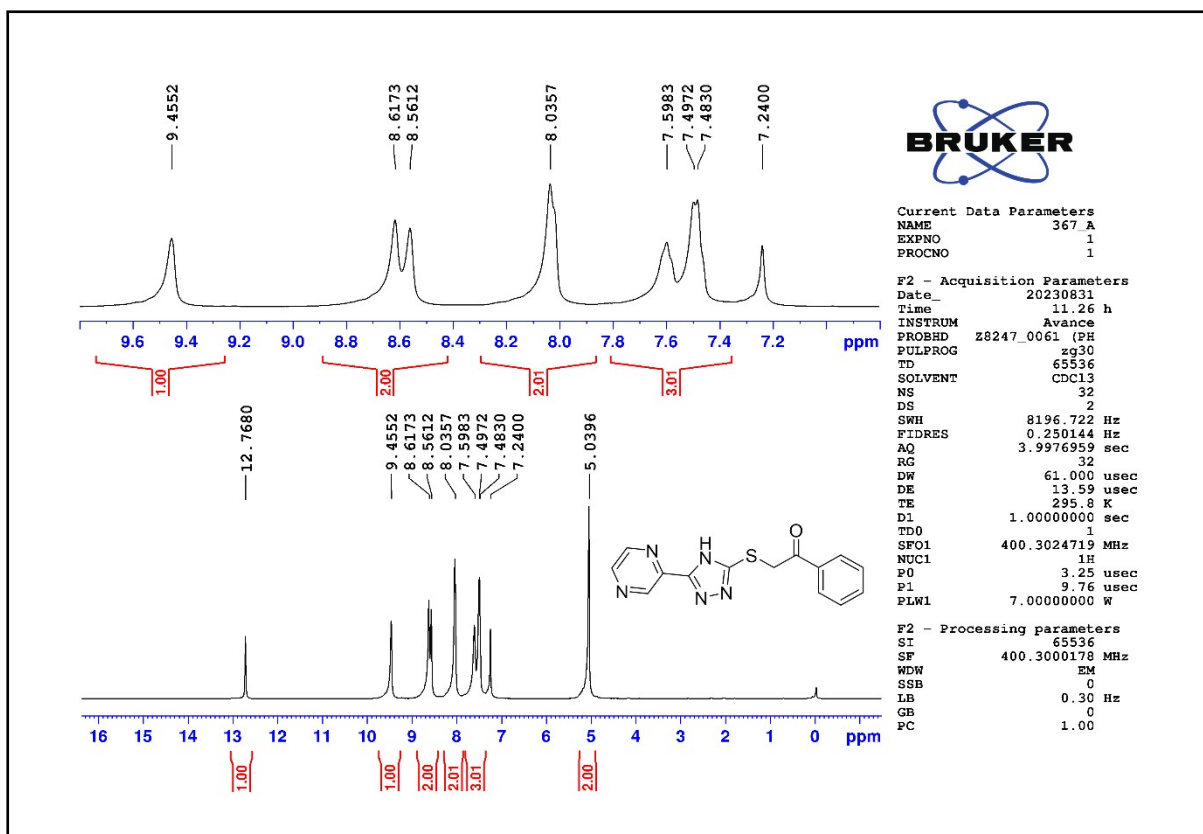 9.4552
8.6173
8.5612
8.0357
7.5983
7.4972
7.4830
7.2400
9.6 9.4 9.2 9.0 8.8 8.6 8.4 8.2 8.0 7.8 7.6 7.4 7.2 ppm
1.00
2.00
2.01
3.01
12.7680
9.4552
8.6173
8.5612
8.0357
7.5983
7.4972
7.4830
7.2400
5.0396
N
N
N
N
H
N
N
S
O
16 15 14 13 12 11 10 9 8 7 6 5 4 3 2 1 0 ppm
1.00
1.00
2.00
2.01
3.01
2.00
BRUKER
Current Data Parameters
NAME 367_A
EXPNO 1
PROCNO 1
F2 - Acquisition Parameters
Date_ 20230831
Time 11.26 h
INSTRUM Avance
PROBHD Z8247_0061 (PH
PULPROG zg30
TD 65536
SOLVENT CDCl3
NS 32
DS 2
SWH 8196.722 Hz
FIDRES 0.250144 Hz
AQ 3.9976959 sec
RG 32
DW 61.000 usec
DE 13.59 usec
TE 295.8 K
D1 1.00000000 sec
TD0 1
SFO1 400.3024719 MHz
NUC1 1H
P0 3.25 usec
P1 9.76 usec
PLW1 7.00000000 W
F2 - Processing parameters
SI 65536
SF 400.3000178 MHz
WDW EM
SSB 0
LB 0.30 Hz
GB 0
PC 1.00